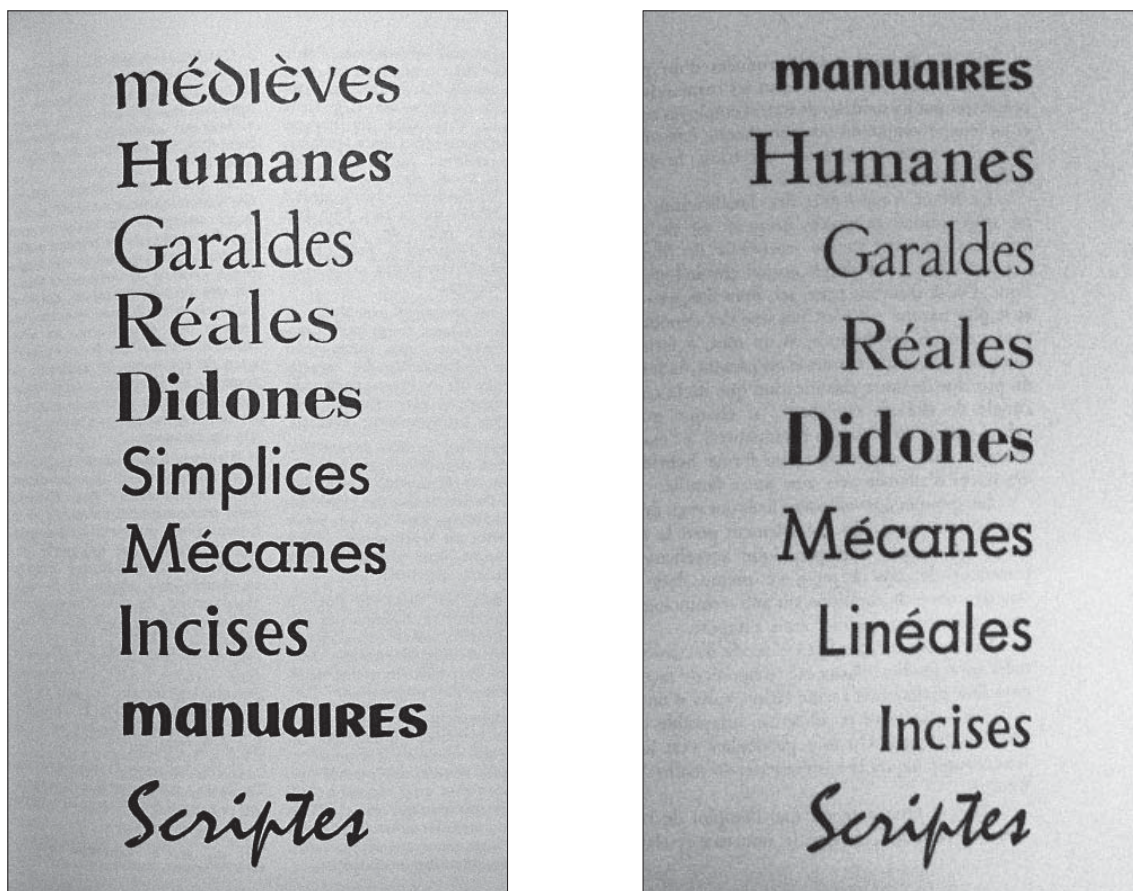 médièves
Humanes
Garaldes
Réales
Didones
Simplices
Mécanes
Incises
manuaires
Scriptes
manuaires
Humanes
Garaldes
Réales
Didones
Mécanes
Linéales
Incises
Scriptes